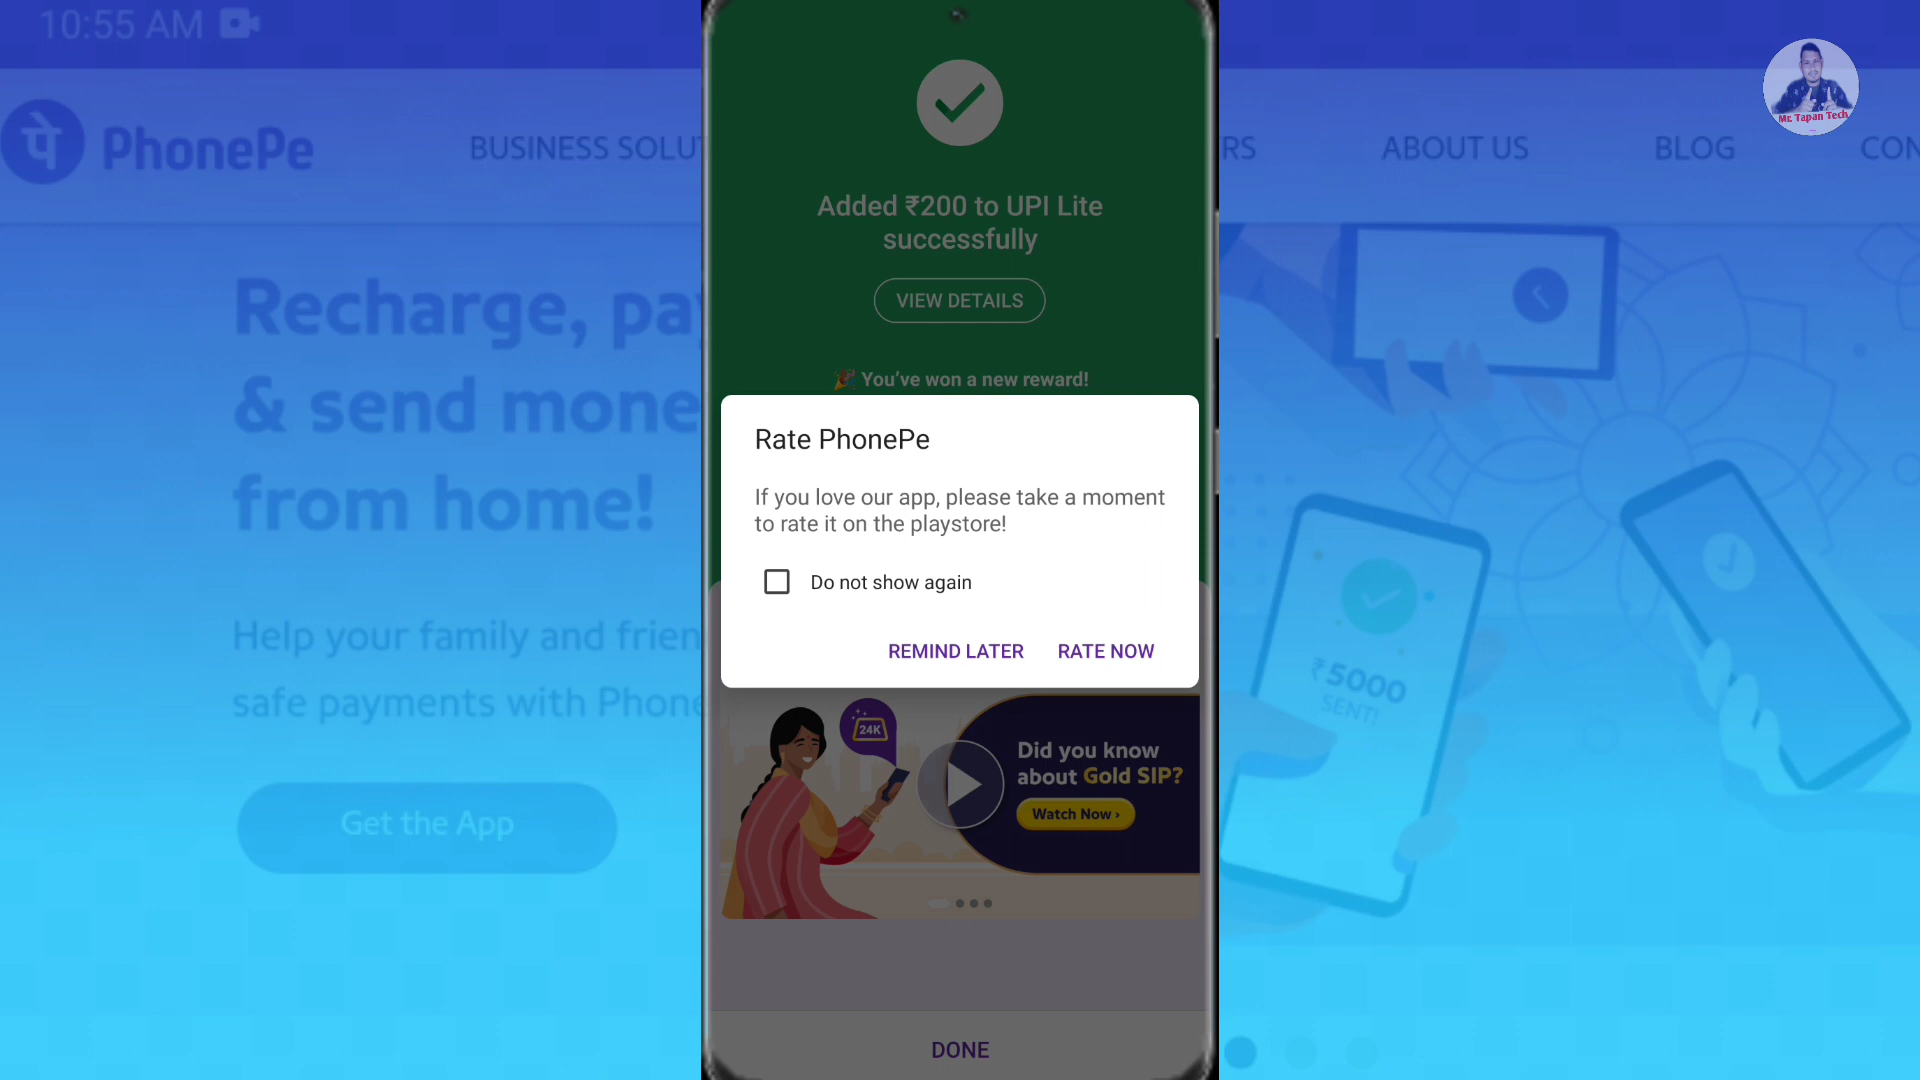 10:55 AM
पे PhonePe
BUSINESS SOLUT
RS
ABOUT US
BLOG
CON
Mr. Tapan Tech
Recharge, pay
& send mone
from home!
Help your family and frien
safe payments with Phone
Get the App
Added ₹200 to UPI Lite
successfully
VIEW DETAILS
🎉 You've won a new reward!
Rate PhonePe
If you love our app, please take a moment
to rate it on the playstore!
Do not show again
REMIND LATER
RATE NOW
24K
Did you know
about Gold SIP?
Watch Now ›
DONE
₹5000
SENT!